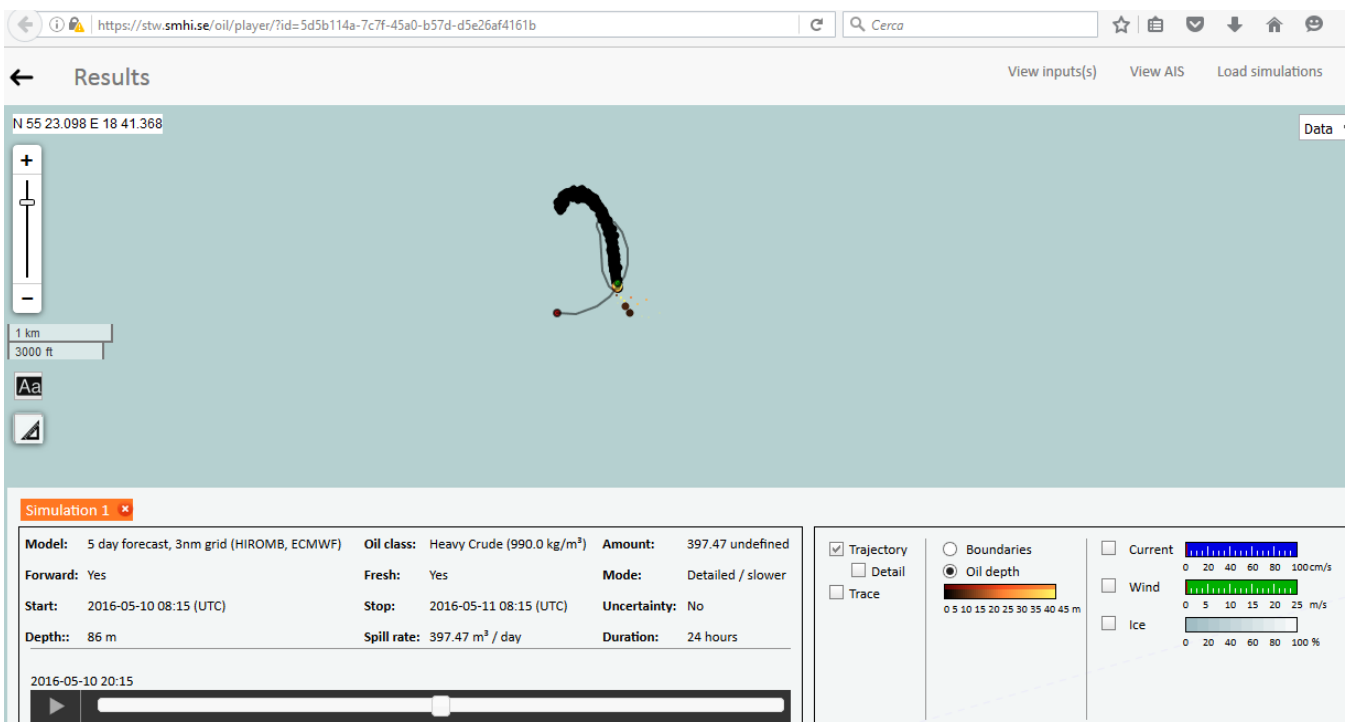 https://stw.smhi.se/oil/player/?id=5d5b114a-7c7f-45a0-b57d-d5e26af4161b
Cerca
Results
View inputs(s) View AIS Load simulations
N 55 23.098 E 18 41.368
Data
+
−
1 km
3000 ft
Aa
Simulation 1
Model: 5 day forecast, 3nm grid (HIROMB, ECMWF) Oil class: Heavy Crude (990.0 kg/m³) Amount: 397.47 undefined
Forward: Yes Fresh: Yes Mode: Detailed / slower
Start: 2016-05-10 08:15 (UTC) Stop: 2016-05-11 08:15 (UTC) Uncertainty: No
Depth:: 86 m Spill rate: 397.47 m³ / day Duration: 24 hours
2016-05-10 20:15
Trajectory
Detail
Trace
Boundaries
Oil depth
0 5 10 15 20 25 30 35 40 45 m
Current
0 20 40 60 80 100 cm/s
Wind
0 5 10 15 20 25 m/s
Ice
0 20 40 60 80 100 %